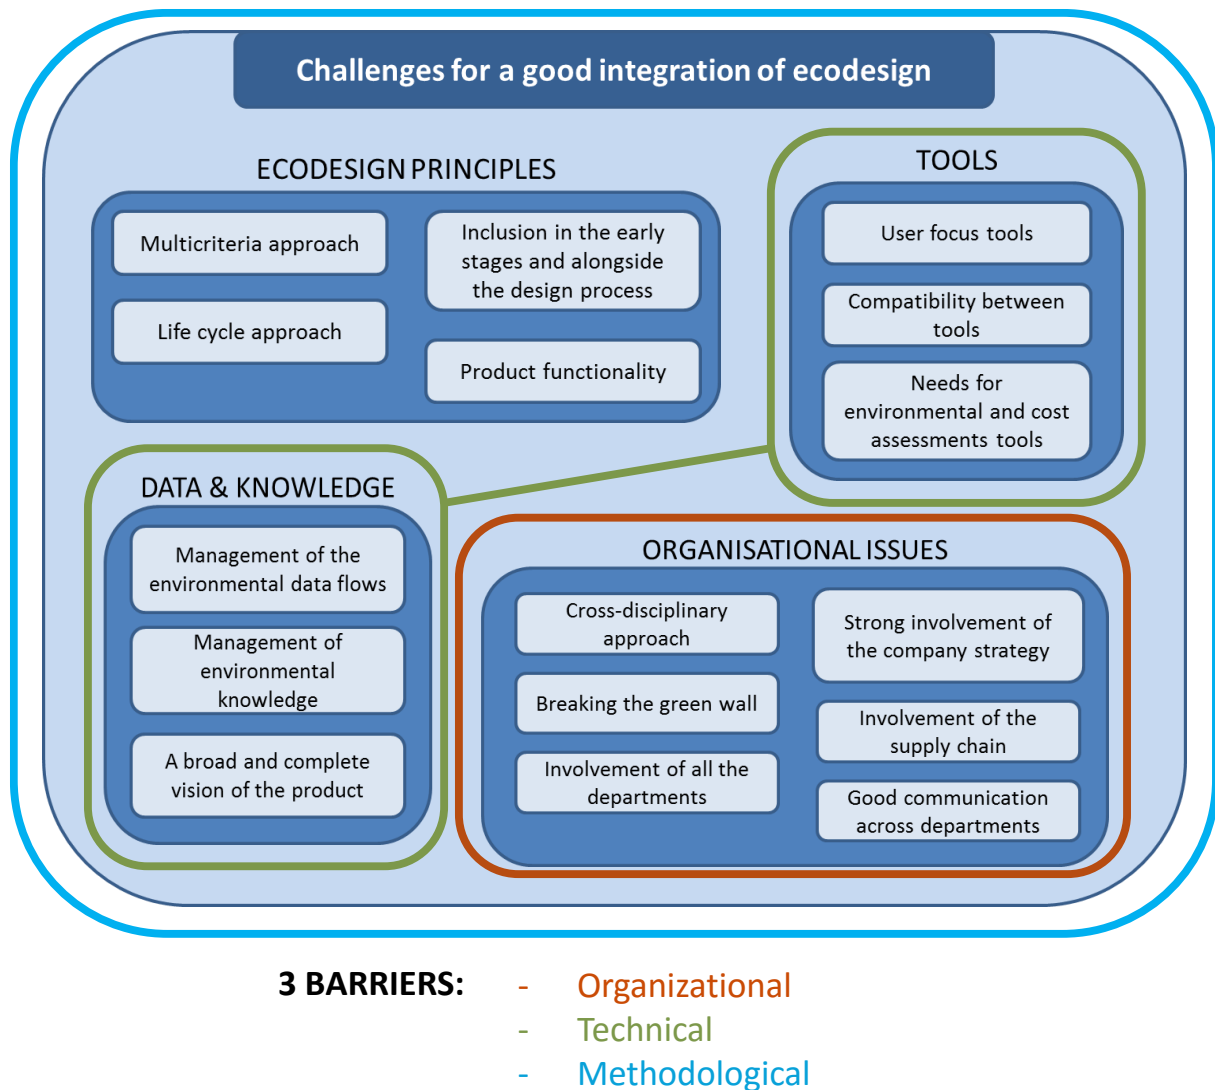 Challenges for a good integration of ecodesign
ECODESIGN PRINCIPLES
Multicriteria approach
Life cycle approach
Inclusion in the early
stages and alongside
the design process
Product functionality
TOOLS
User focus tools
Compatibility between
tools
Needs for
environmental and cost
assessments tools
DATA & KNOWLEDGE
Management of the
environmental data flows
Management of
environmental
knowledge
A broad and complete
vision of the product
ORGANISATIONAL ISSUES
Cross-disciplinary
approach
Breaking the green wall
Involvement of all the
departments
Strong involvement of
the company strategy
Involvement of the
supply chain
Good communication
across departments
3 BARRIERS:
- Organizational
- Technical
- Methodological